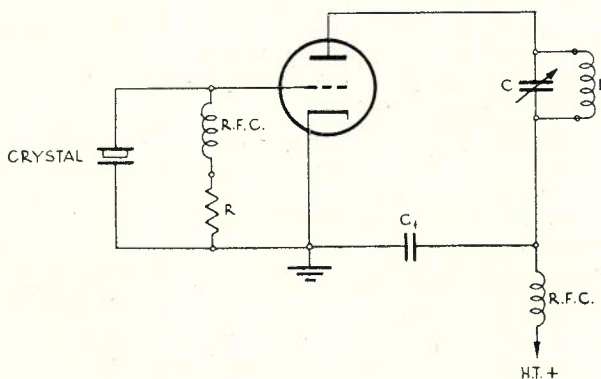 CRYSTAL
R.F.C.
R
C₁
C
R.F.C.
H.T. +